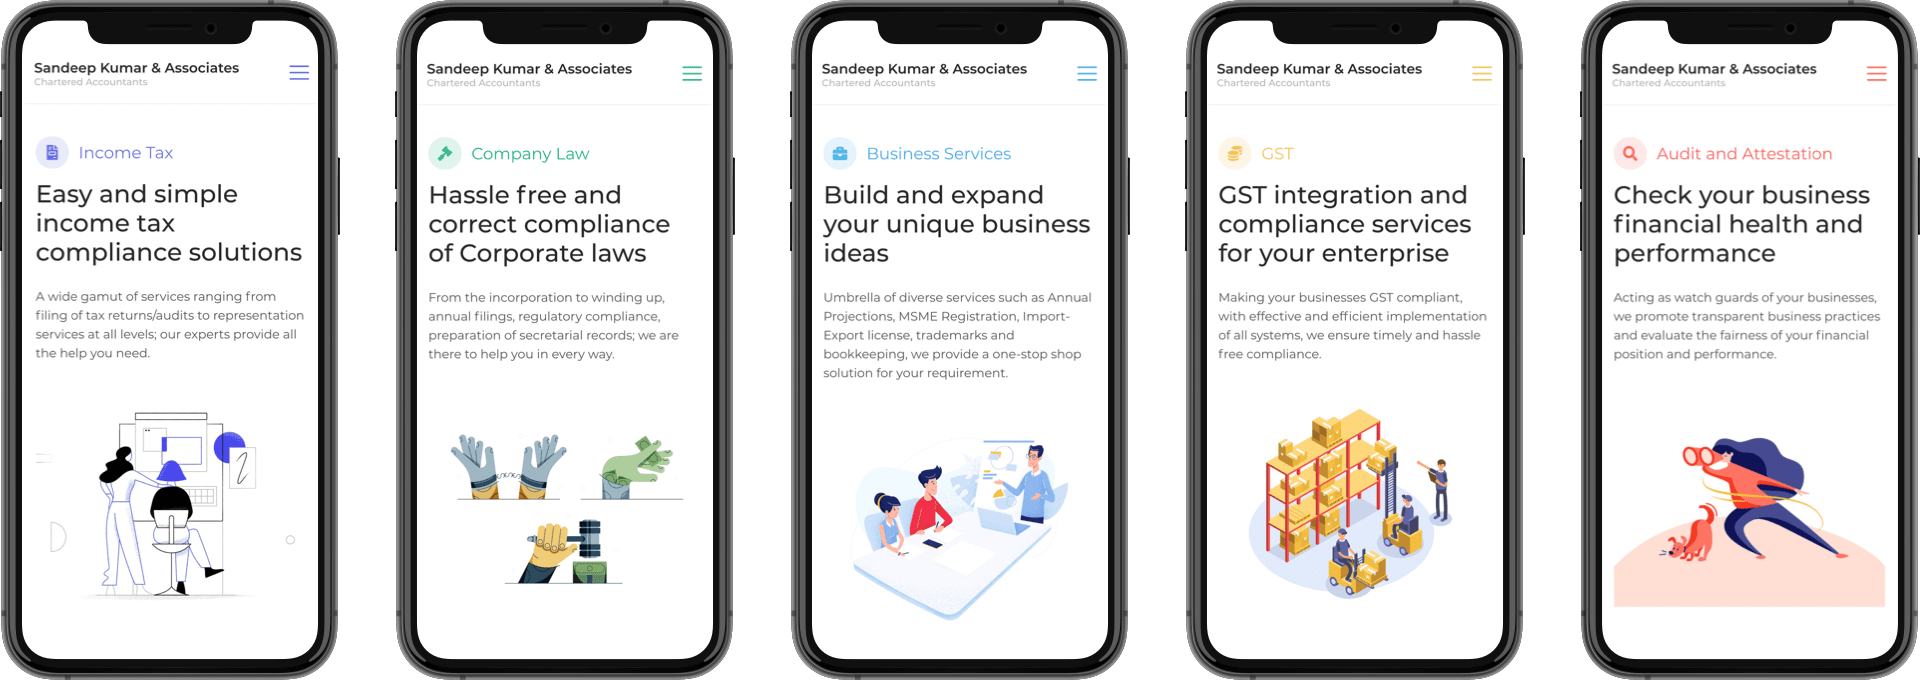 Sandeep Kumar & Associates
Chartered Accountants
Income Tax
Easy and simple
income tax
compliance solutions
A wide gamut of services ranging from
filing of tax returns/audits to representation
services at all levels; our experts provide all
the help you need.
Sandeep Kumar & Associates
Chartered Accountants
Company Law
Hassle free and
correct compliance
of Corporate laws
From the incorporation to winding up,
annual filings, regulatory compliance,
preparation of secretarial records; we are
there to help you in every way.
Sandeep Kumar & Associates
Chartered Accountants
Business Services
Build and expand
your unique business
ideas
Umbrella of diverse services such as Annual
Projections, MSME Registration, Import-
Export license, trademarks and
bookkeeping, we provide a one-stop shop
solution for your requirement.
Sandeep Kumar & Associates
Chartered Accountants
GST
GST integration and
compliance services
for your enterprise
Making your businesses GST compliant,
with effective and efficient implementation
of all systems, we ensure timely and hassle
free compliance.
Sandeep Kumar & Associates
Chartered Accountants
Audit and Attestation
Check your business
financial health and
performance
Acting as watch guards of your businesses,
we promote transparent business practices
and evaluate the fairness of your financial
position and performance.